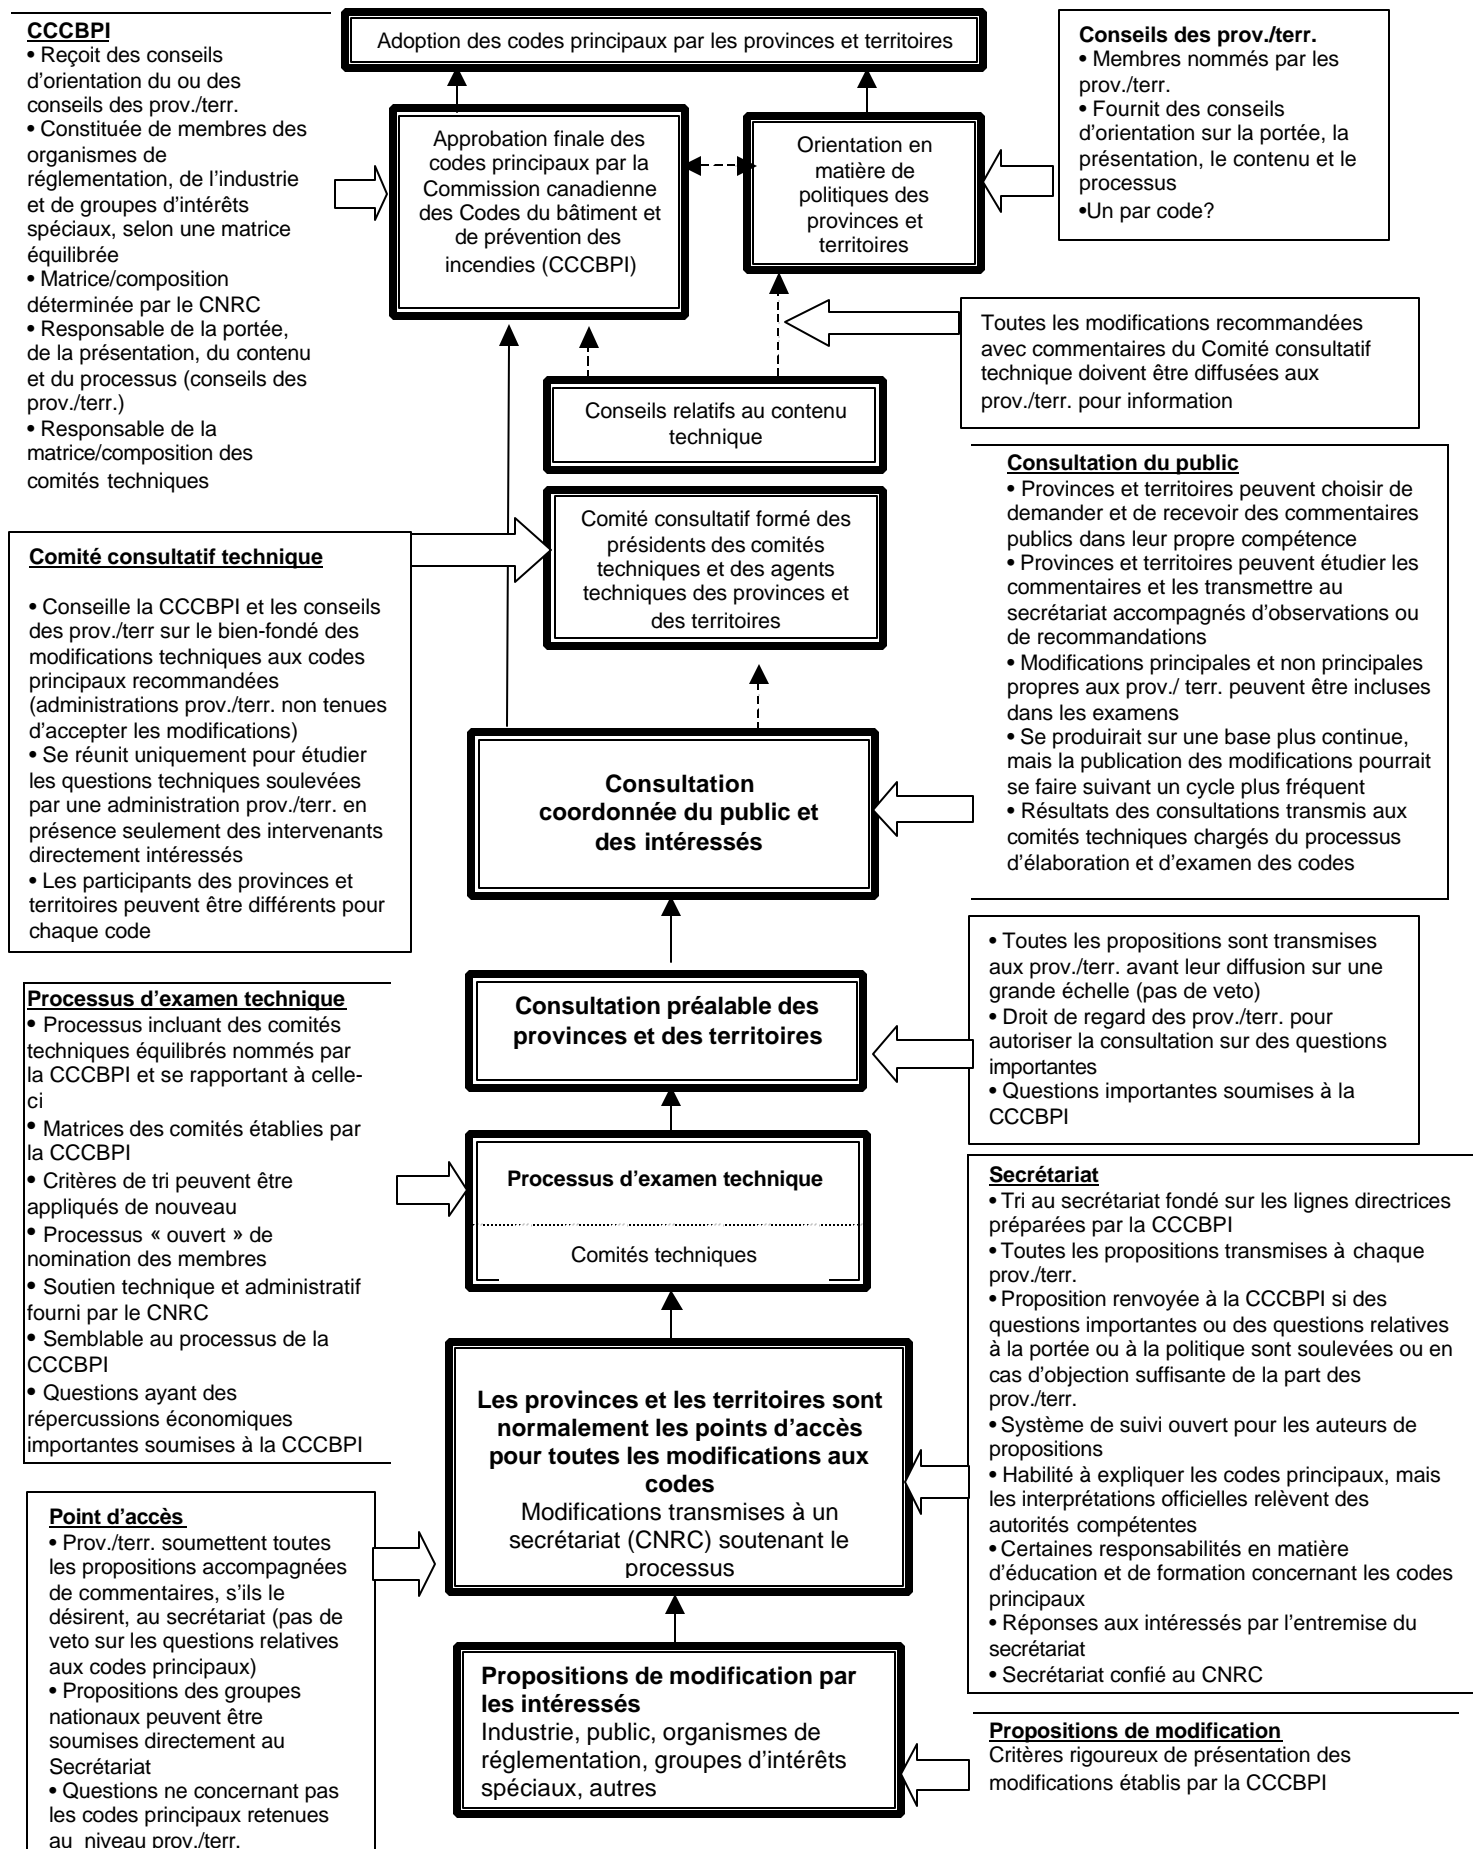 CCCBPI
• Reçoit des conseils
d'orientation du ou des
conseils des prov./terr.
• Constituée de membres des
organismes de
réglementation, de l'industrie
et de groupes d'intérêts
spéciaux, selon une matrice
équilibrée
• Matrice/composition
déterminée par le CNRC
• Responsable de la portée,
de la présentation, du contenu
et du processus (conseils des
prov./terr.)
• Responsable de la
matrice/composition des
comités techniques
Adoption des codes principaux par les provinces et territoires
Approbation finale des
codes principaux par la
Commission canadienne
des Codes du bâtiment et
de prévention des
incendies (CCCBPI)
Orientation en
matière de
politiques des
provinces et
territoires
Conseils des prov./terr.
• Membres nommés par les
prov./terr.
• Fournit des conseils
d'orientation sur la portée, la
présentation, le contenu et le
processus
•Un par code?
Toutes les modifications recommandées
avec commentaires du Comité consultatif
technique doivent être diffusées aux
prov./terr. pour information
Conseils relatifs au contenu
technique
Comité consultatif formé des
présidents des comités
techniques et des agents
techniques des provinces et
des territoires
Comité consultatif technique
• Conseille la CCCBPI et les conseils
des prov./terr sur le bien-fondé des
modifications techniques aux codes
principaux recommandées
(administrations prov./terr. non tenues
d'accepter les modifications)
• Se réunit uniquement pour étudier
les questions techniques soulevées
par une administration prov./terr. en
présence seulement des intervenants
directement intéressés
• Les participants des provinces et
territoires peuvent être différents pour
chaque code
Consultation du public
• Provinces et territoires peuvent choisir de
demander et de recevoir des commentaires
publics dans leur propre compétence
• Provinces et territoires peuvent étudier les
commentaires et les transmettre au
secrétariat accompagnés d'observations ou
de recommandations
• Modifications principales et non principales
propres aux prov./ terr. peuvent être incluses
dans les examens
• Se produirait sur une base plus continue,
mais la publication des modifications pourrait
se faire suivant un cycle plus fréquent
• Résultats des consultations transmis aux
comités techniques chargés du processus
d'élaboration et d'examen des codes
Consultation
coordonnée du public et
des intéressés
Consultation préalable des
provinces et des territoires
• Toutes les propositions sont transmises
aux prov./terr. avant leur diffusion sur une
grande échelle (pas de veto)
• Droit de regard des prov./terr. pour
autoriser la consultation sur des questions
importantes
• Questions importantes soumises à la
CCCBPI
Processus d'examen technique
• Processus incluant des comités
techniques équilibrés nommés par
la CCCBPI et se rapportant à celle-
ci
• Matrices des comités établies par
la CCCBPI
• Critères de tri peuvent être
appliqués de nouveau
• Processus « ouvert » de
nomination des membres
• Soutien technique et administratif
fourni par le CNRC
• Semblable au processus de la
CCCBPI
• Questions ayant des
répercussions économiques
importantes soumises à la CCCBPI
Processus d'examen technique
Comités techniques
Secrétariat
• Tri au secrétariat fondé sur les lignes directrices
préparées par la CCCBPI
• Toutes les propositions transmises à chaque
prov./terr.
• Proposition renvoyée à la CCCBPI si des
questions importantes ou des questions relatives
à la portée ou à la politique sont soulevées ou en
cas d'objection suffisante de la part des
prov./terr.
• Système de suivi ouvert pour les auteurs de
propositions
• Habilité à expliquer les codes principaux, mais
les interprétations officielles relèvent des
autorités compétentes
• Certaines responsabilités en matière
d'éducation et de formation concernant les codes
principaux
• Réponses aux intéressés par l'entremise du
secrétariat
• Secrétariat confié au CNRC
Les provinces et les territoires sont
normalement les points d'accès
pour toutes les modifications aux
codes
Modifications transmises à un
secrétariat (CNRC) soutenant le
processus
Point d'accès
• Prov./terr. soumettent toutes
les propositions accompagnées
de commentaires, s'ils le
désirent, au secrétariat (pas de
veto sur les questions relatives
aux codes principaux)
• Propositions des groupes
nationaux peuvent être
soumises directement au
Secrétariat
• Questions ne concernant pas
les codes principaux retenues
au niveau prov./terr.
Propositions de modification par
les intéressés
Industrie, public, organismes de
réglementation, groupes d'intérêts
spéciaux, autres
Propositions de modification
Critères rigoureux de présentation des
modifications établis par la CCCBPI